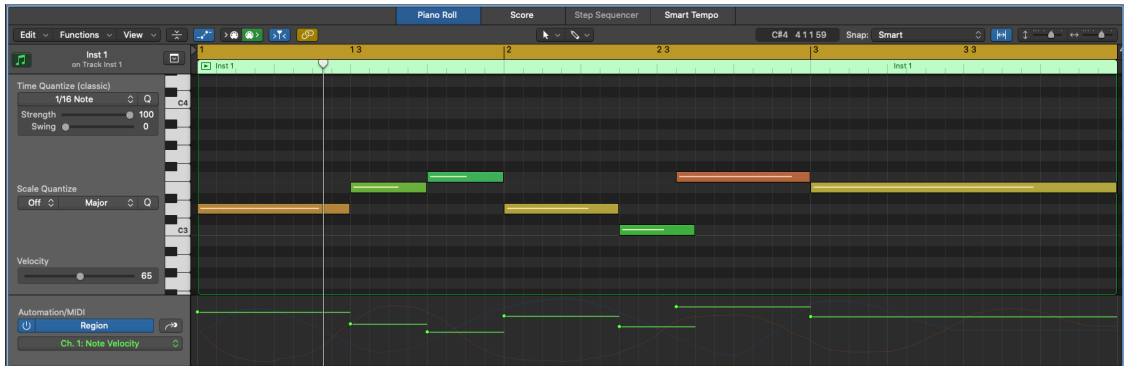 Piano Roll Score Step Sequencer Smart Tempo
Edit Functions View C#4 4 1 1 59 Snap: Smart
Inst 1
on Track Inst 1
1 1 3 2 2 3 3 3 3 4
Inst 1 Inst 1
Time Quantize (classic)
1/16 Note Q
C4
Strength 100
Swing 0
Scale Quantize
Off Major Q
C3
Velocity
65
Automation/MIDI
Region
Ch. 1: Note Velocity